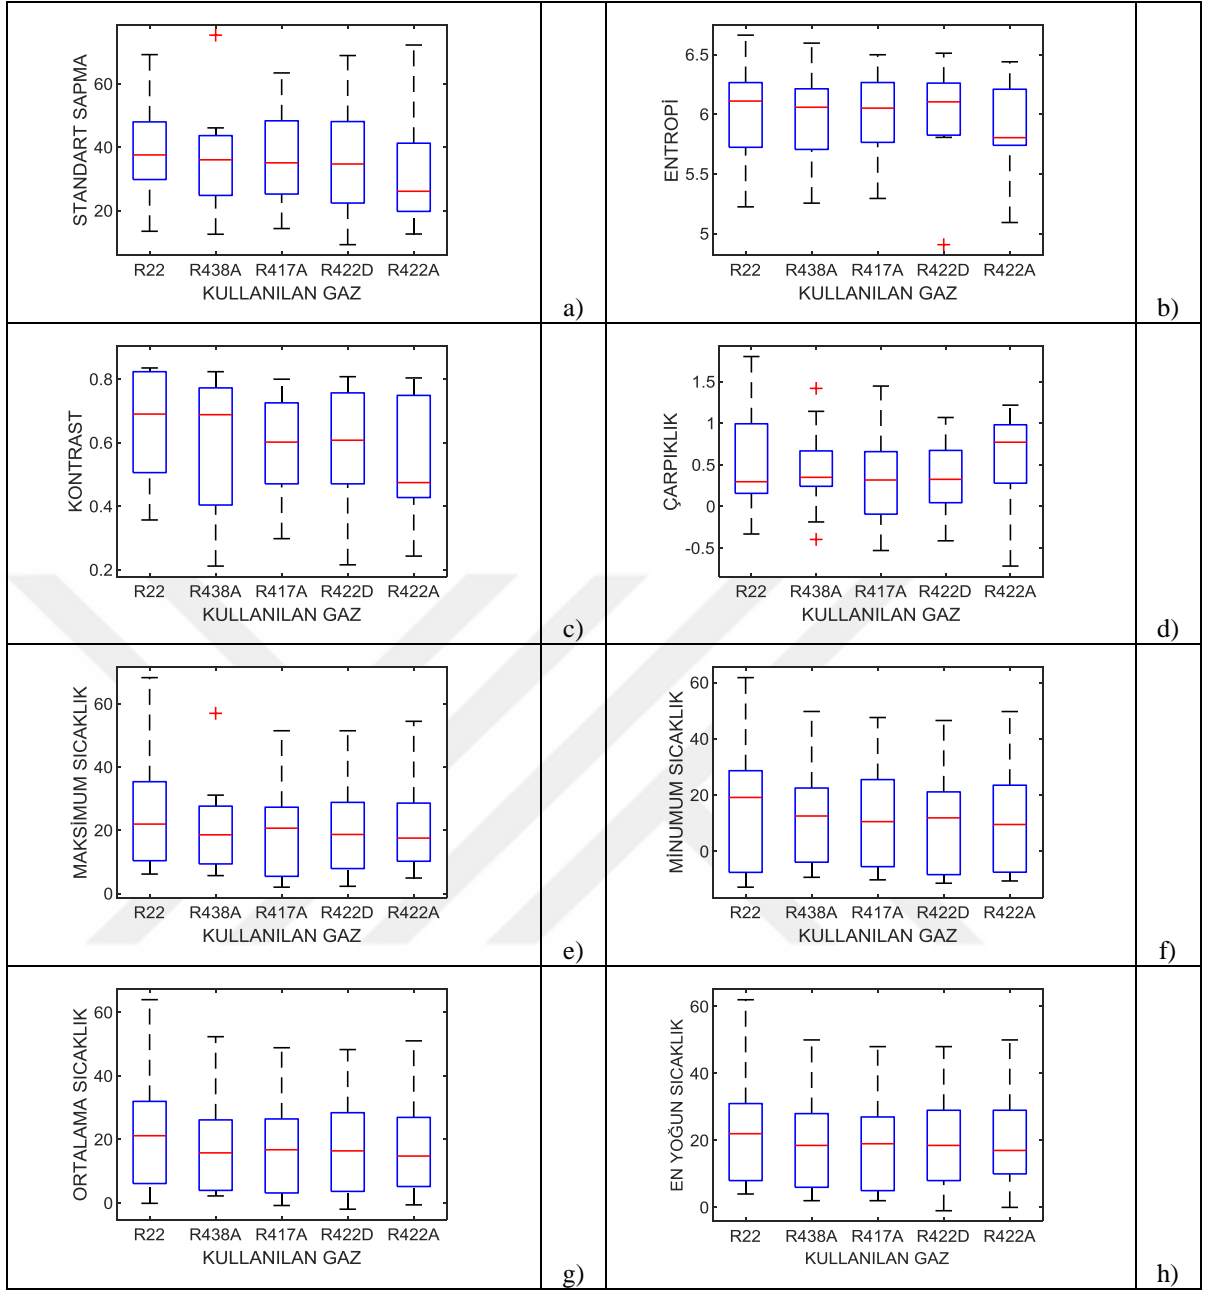 STANDART SAPMA
60
40
20
R22 R438A R417A R422D R422A
KULLANILAN GAZ
a)
ENTROPİ
6.5
6
5.5
5
R22 R438A R417A R422D R422A
KULLANILAN GAZ
b)
KONTRAST
0.8
0.6
0.4
0.2
R22 R438A R417A R422D R422A
KULLANILAN GAZ
c)
ÇARPIKLIK
1.5
1
0.5
0
-0.5
R22 R438A R417A R422D R422A
KULLANILAN GAZ
d)
MAKSİMUM SICAKLIK
60
40
20
0
R22 R438A R417A R422D R422A
KULLANILAN GAZ
e)
MİNUMUM SICAKLIK
60
40
20
0
R22 R438A R417A R422D R422A
KULLANILAN GAZ
f)
ORTALAMA SICAKLIK
60
40
20
0
R22 R438A R417A R422D R422A
KULLANILAN GAZ
g)
EN YOĞUN SICAKLIK
60
40
20
0
R22 R438A R417A R422D R422A
KULLANILAN GAZ
h)